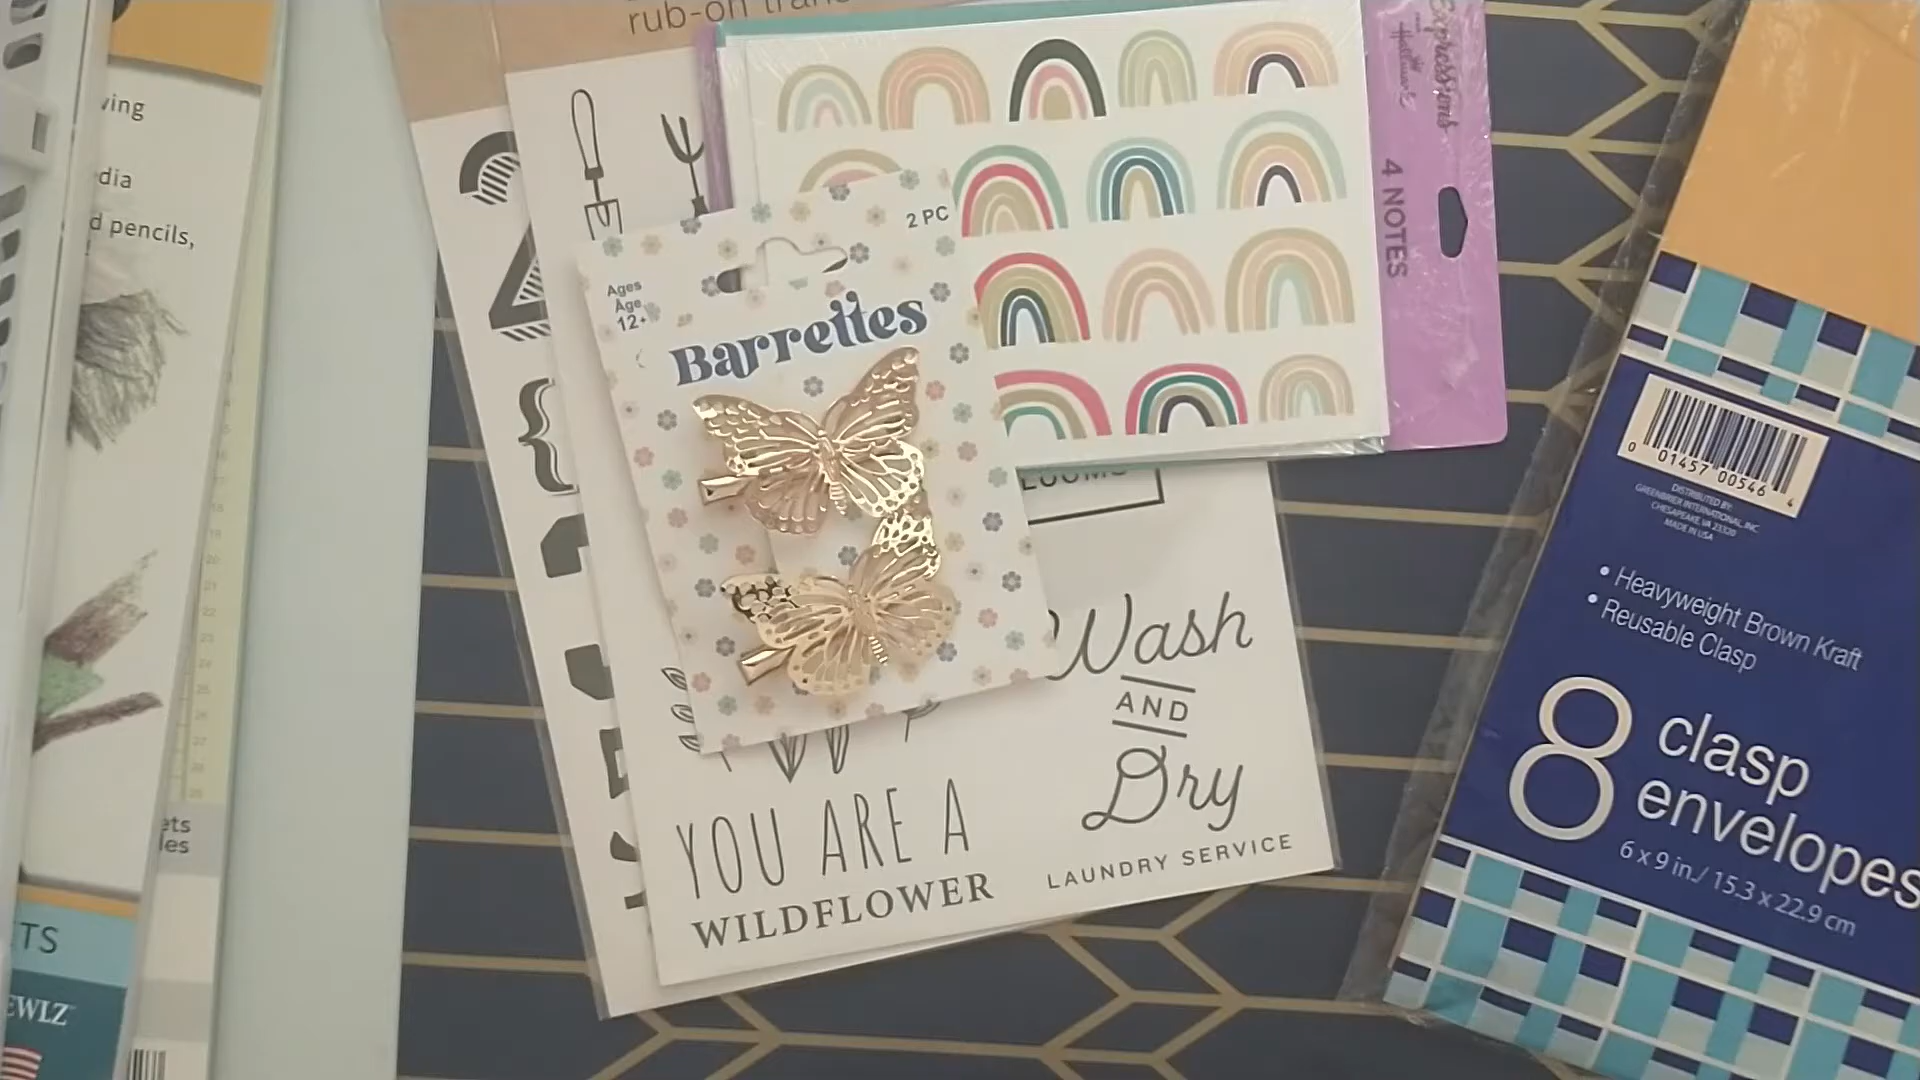 rub-on
ving
dia
d pencils,
ets
les
TS
EWLZ
2
{
Expressions
FROM
Hallmark
4 NOTES
2 PC
Ages
Âge
12+
Barrettes
Wash
AND
Dry
LAUNDRY SERVICE
YOU ARE A
WILDFLOWER
0 01457 00546 4
DISTRIBUTED BY:
GREENBRIER INTERNATIONAL, INC.
CHESAPEAKE, VA 23320
MADE IN USA
• Heavyweight Brown Kraft
• Reusable Clasp
8 clasp
envelopes
6 x 9 in./ 15.3 x 22.9 cm